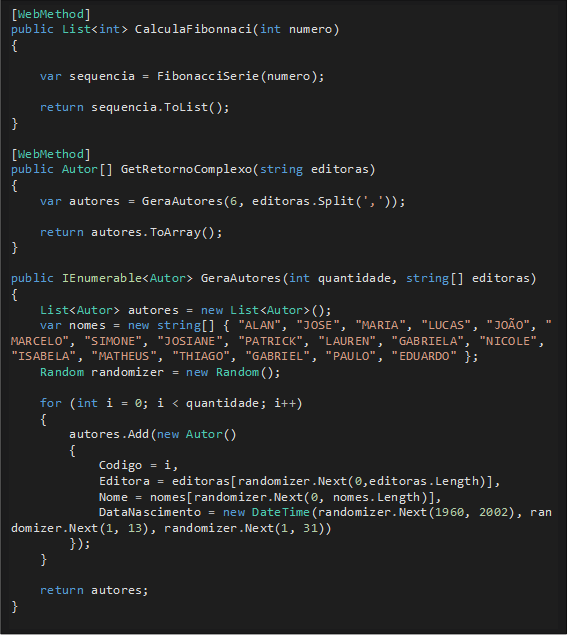 [WebMethod]
public List<int> CalculaFibonnaci(int numero)
{
    var sequencia = FibonacciSerie(numero);
    return sequencia.ToList();
}
[WebMethod]
public Autor[] GetRetornoComplexo(string editoras)
{
    var autores = GeraAutores(6, editoras.Split(','));
    return autores.ToArray();
}
public IEnumerable<Autor> GeraAutores(int quantidade, string[] editoras)
{
    List<Autor> autores = new List<Autor>();
    var nomes = new string[] { "ALAN", "JOSE", "MARIA", "LUCAS", "JOÃO", "
MARCELO", "SIMONE", "JOSIANE", "PATRICK", "LAUREN", "GABRIELA", "NICOLE",
"ISABELA", "MATHEUS", "THIAGO", "GABRIEL", "PAULO", "EDUARDO" };
    Random randomizer = new Random();
    for (int i = 0; i < quantidade; i++)
    {
        autores.Add(new Autor()
        {
            Codigo = i,
            Editora = editoras[randomizer.Next(0,editoras.Length)],
            Nome = nomes[randomizer.Next(0, nomes.Length)],
            DataNascimento = new DateTime(randomizer.Next(1960, 2002), ran
domizer.Next(1, 13), randomizer.Next(1, 31))
        });
    }
    return autores;
}